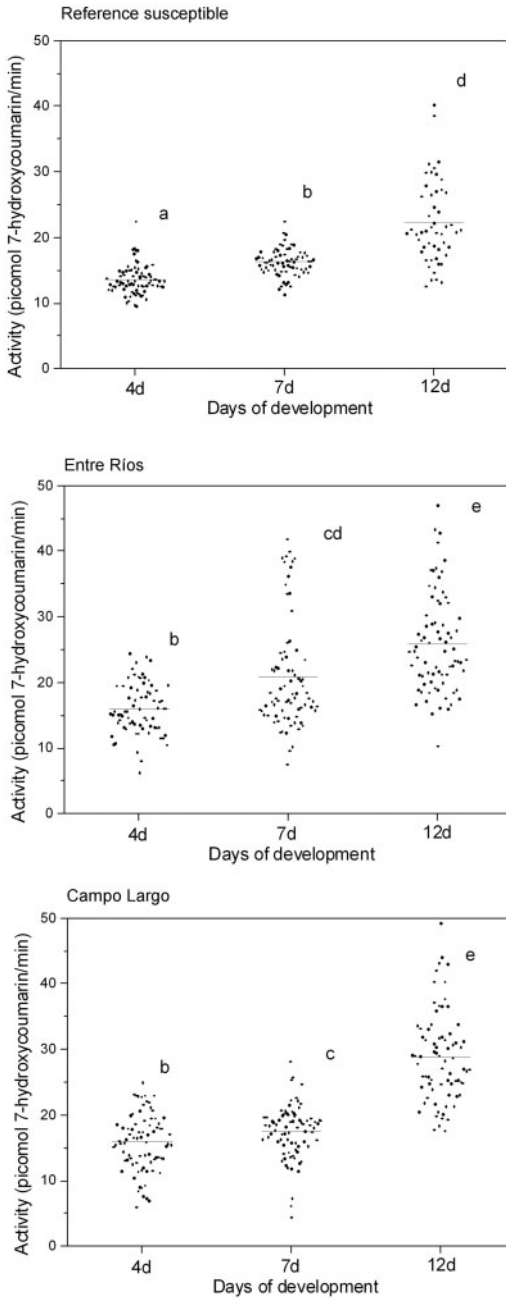 Reference susceptible
50
40
30
20
10
0
Activity (picomol 7-hydroxycoumarin/min)
a
b
d
4d
7d
12d
Days of development
Entre Ríos
50
40
30
20
10
0
Activity (picomol 7-hydroxycoumarin/min)
b
cd
e
4d
7d
12d
Days of development
Campo Largo
50
40
30
20
10
0
Activity (picomol 7-hydroxycoumarin/min)
b
c
e
4d
7d
12d
Days of development